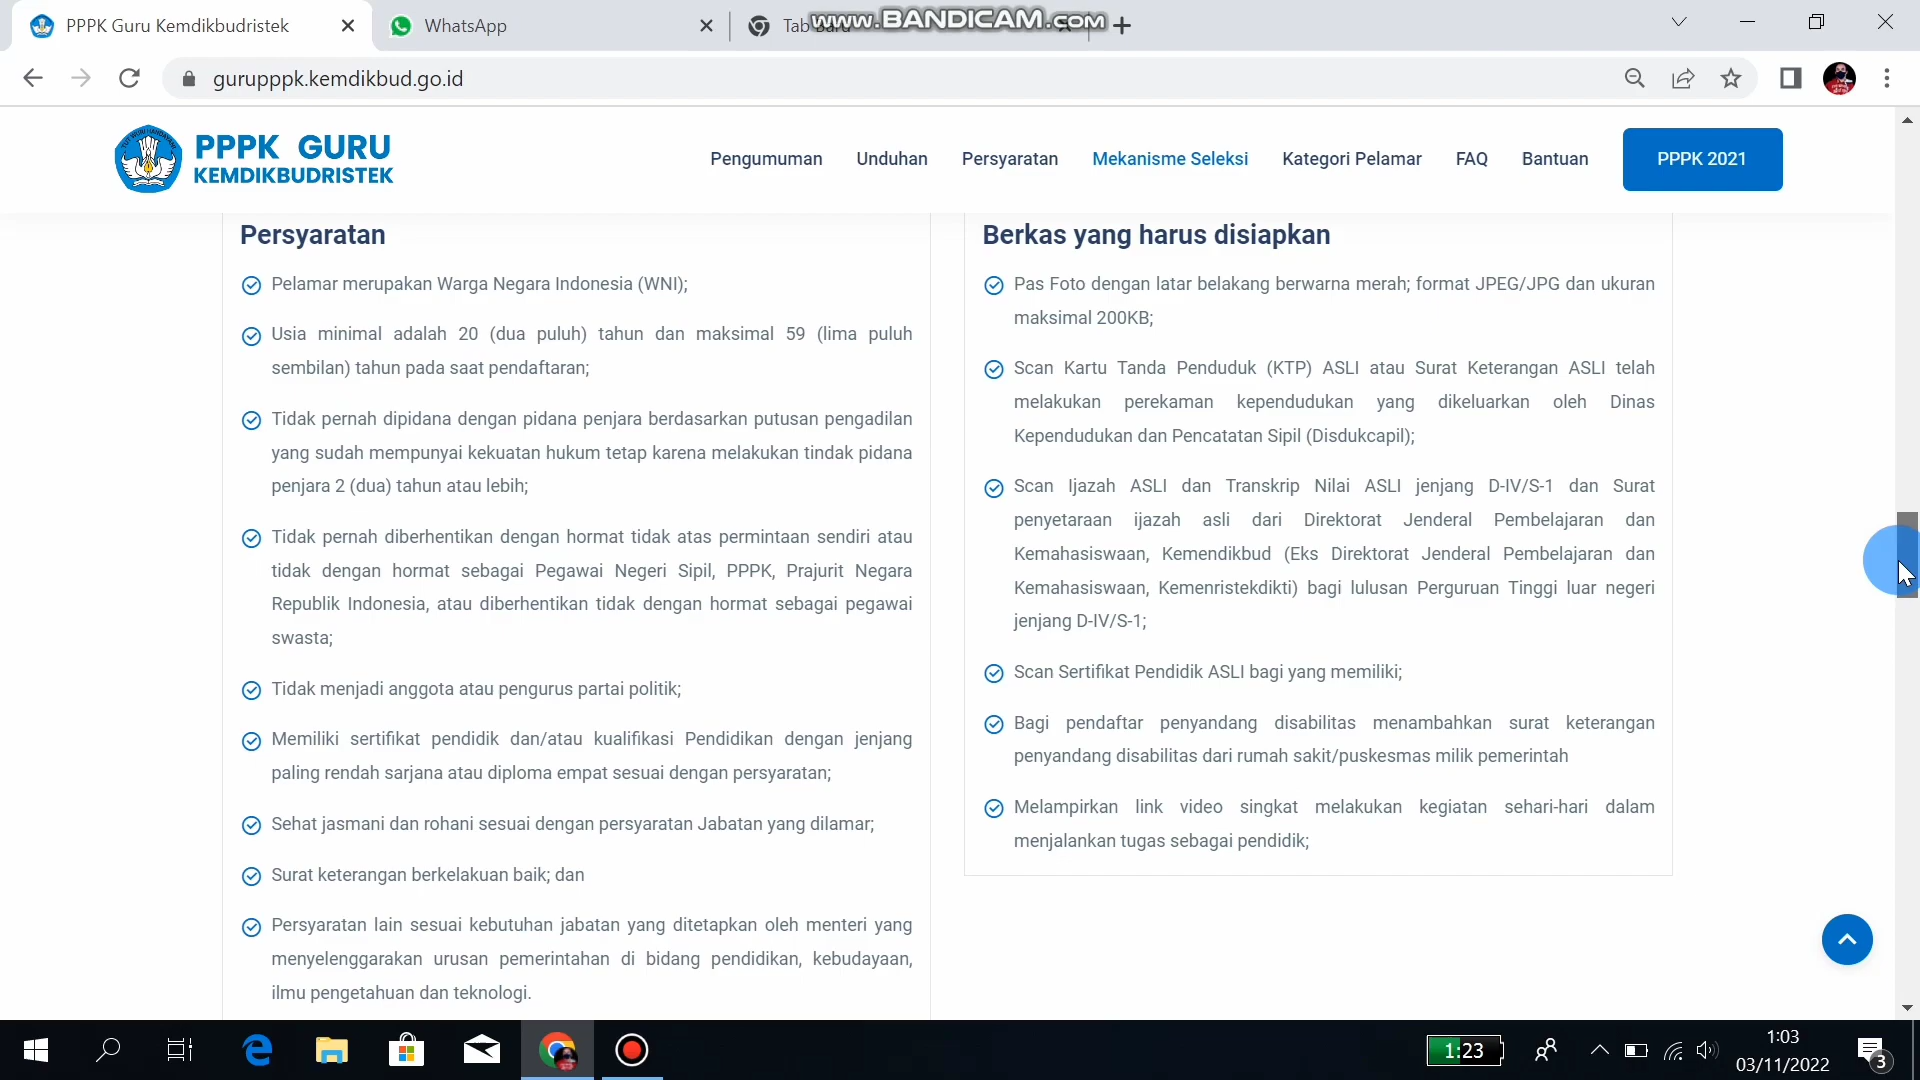 PPPK Guru Kemdikbudristek
WhatsApp
Tab Baru
www.BANDICAM.com
gurupppk.kemdikbud.go.id
PPPK GURU
KEMDIKBUDRISTEK
Pengumuman
Unduhan
Persyaratan
Mekanisme Seleksi
Kategori Pelamar
FAQ
Bantuan
PPPK 2021
Persyaratan
Pelamar merupakan Warga Negara Indonesia (WNI);
Usia minimal adalah 20 (dua puluh) tahun dan maksimal 59 (lima puluh
sembilan) tahun pada saat pendaftaran;
Tidak pernah dipidana dengan pidana penjara berdasarkan putusan pengadilan
yang sudah mempunyai kekuatan hukum tetap karena melakukan tindak pidana
penjara 2 (dua) tahun atau lebih;
Tidak pernah diberhentikan dengan hormat tidak atas permintaan sendiri atau
tidak dengan hormat sebagai Pegawai Negeri Sipil, PPPK, Prajurit Negara
Republik Indonesia, atau diberhentikan tidak dengan hormat sebagai pegawai
swasta;
Tidak menjadi anggota atau pengurus partai politik;
Memiliki sertifikat pendidik dan/atau kualifikasi Pendidikan dengan jenjang
paling rendah sarjana atau diploma empat sesuai dengan persyaratan;
Sehat jasmani dan rohani sesuai dengan persyaratan Jabatan yang dilamar;
Surat keterangan berkelakuan baik; dan
Persyaratan lain sesuai kebutuhan jabatan yang ditetapkan oleh menteri yang
menyelenggarakan urusan pemerintahan di bidang pendidikan, kebudayaan,
ilmu pengetahuan dan teknologi.
Berkas yang harus disiapkan
Pas Foto dengan latar belakang berwarna merah; format JPEG/JPG dan ukuran
maksimal 200KB;
Scan Kartu Tanda Penduduk (KTP) ASLI atau Surat Keterangan ASLI telah
melakukan perekaman kependudukan yang dikeluarkan oleh Dinas
Kependudukan dan Pencatatan Sipil (Disdukcapil);
Scan Ijazah ASLI dan Transkrip Nilai ASLI jenjang D-IV/S-1 dan Surat
penyetaraan ijazah asli dari Direktorat Jenderal Pembelajaran dan
Kemahasiswaan, Kemendikbud (Eks Direktorat Jenderal Pembelajaran dan
Kemahasiswaan, Kemenristekdikti) bagi lulusan Perguruan Tinggi luar negeri
jenjang D-IV/S-1;
Scan Sertifikat Pendidik ASLI bagi yang memiliki;
Bagi pendaftar penyandang disabilitas menambahkan surat keterangan
penyandang disabilitas dari rumah sakit/puskesmas milik pemerintah
Melampirkan link video singkat melakukan kegiatan sehari-hari dalam
menjalankan tugas sebagai pendidik;
1:23
1:03
03/11/2022
3